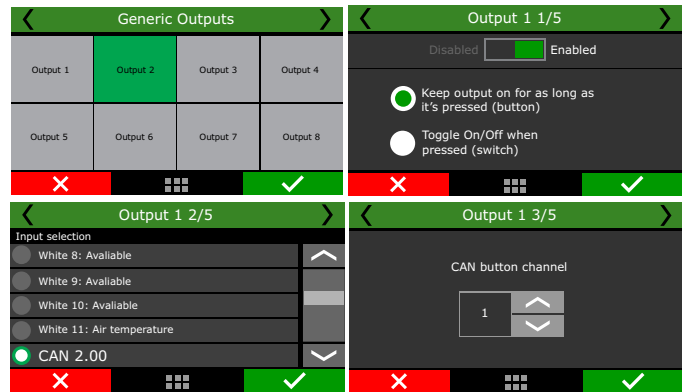 Generic Outputs
Output 1
Output 2
Output 3
Output 4
Output 5
Output 6
Output 7
Output 8
Output 1 1/5
Disabled
Enabled
Keep output on for as long as
it's pressed (button)
Toggle On/Off when
pressed (switch)
Output 1 2/5
Input selection
White 8: Avaliable
White 9: Avaliable
White 10: Avaliable
White 11: Air temperature
CAN 2.00
Output 1 3/5
CAN button channel
1